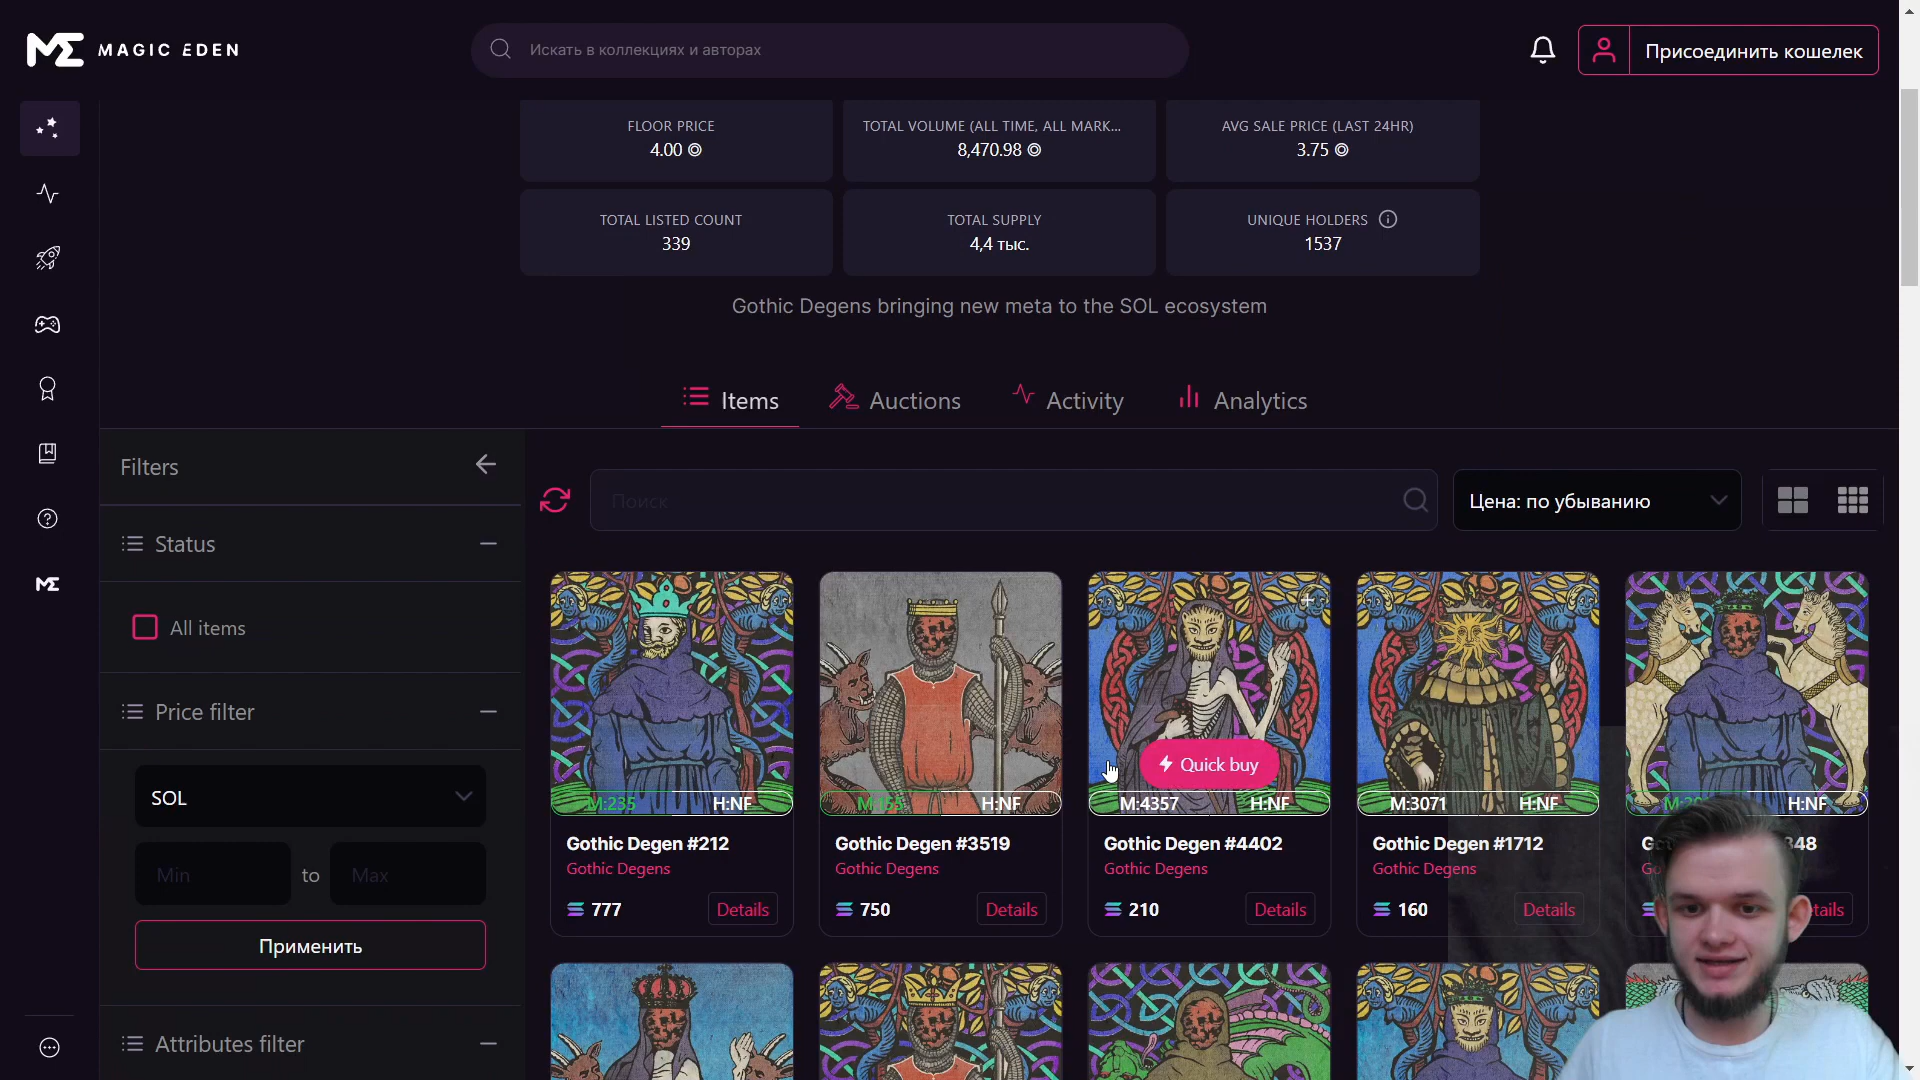 MAGIC EDEN
Искать в коллекциях и авторах
Присоединить кошелек
FLOOR PRICE
4.00
TOTAL VOLUME (ALL TIME, ALL MARK...
8,470.98
AVG SALE PRICE (LAST 24HR)
3.75
TOTAL LISTED COUNT
339
TOTAL SUPPLY
4,4 тыс.
UNIQUE HOLDERS
1537
Gothic Degens bringing new meta to the SOL ecosystem
Items
Auctions
Activity
Analytics
Filters
Поиск
Цена: по убыванию
Status
All items
Price filter
SOL
Min to Max
Применить
Attributes filter
M:235 H:NF
Gothic Degen #212
Gothic Degens
777 Details
M:155 H:NF
Gothic Degen #3519
Gothic Degens
750 Details
Quick buy
M:4357 H:NF
Gothic Degen #4402
Gothic Degens
210 Details
M:3071 H:NF
Gothic Degen #1712
Gothic Degens
160 Details
H:NF